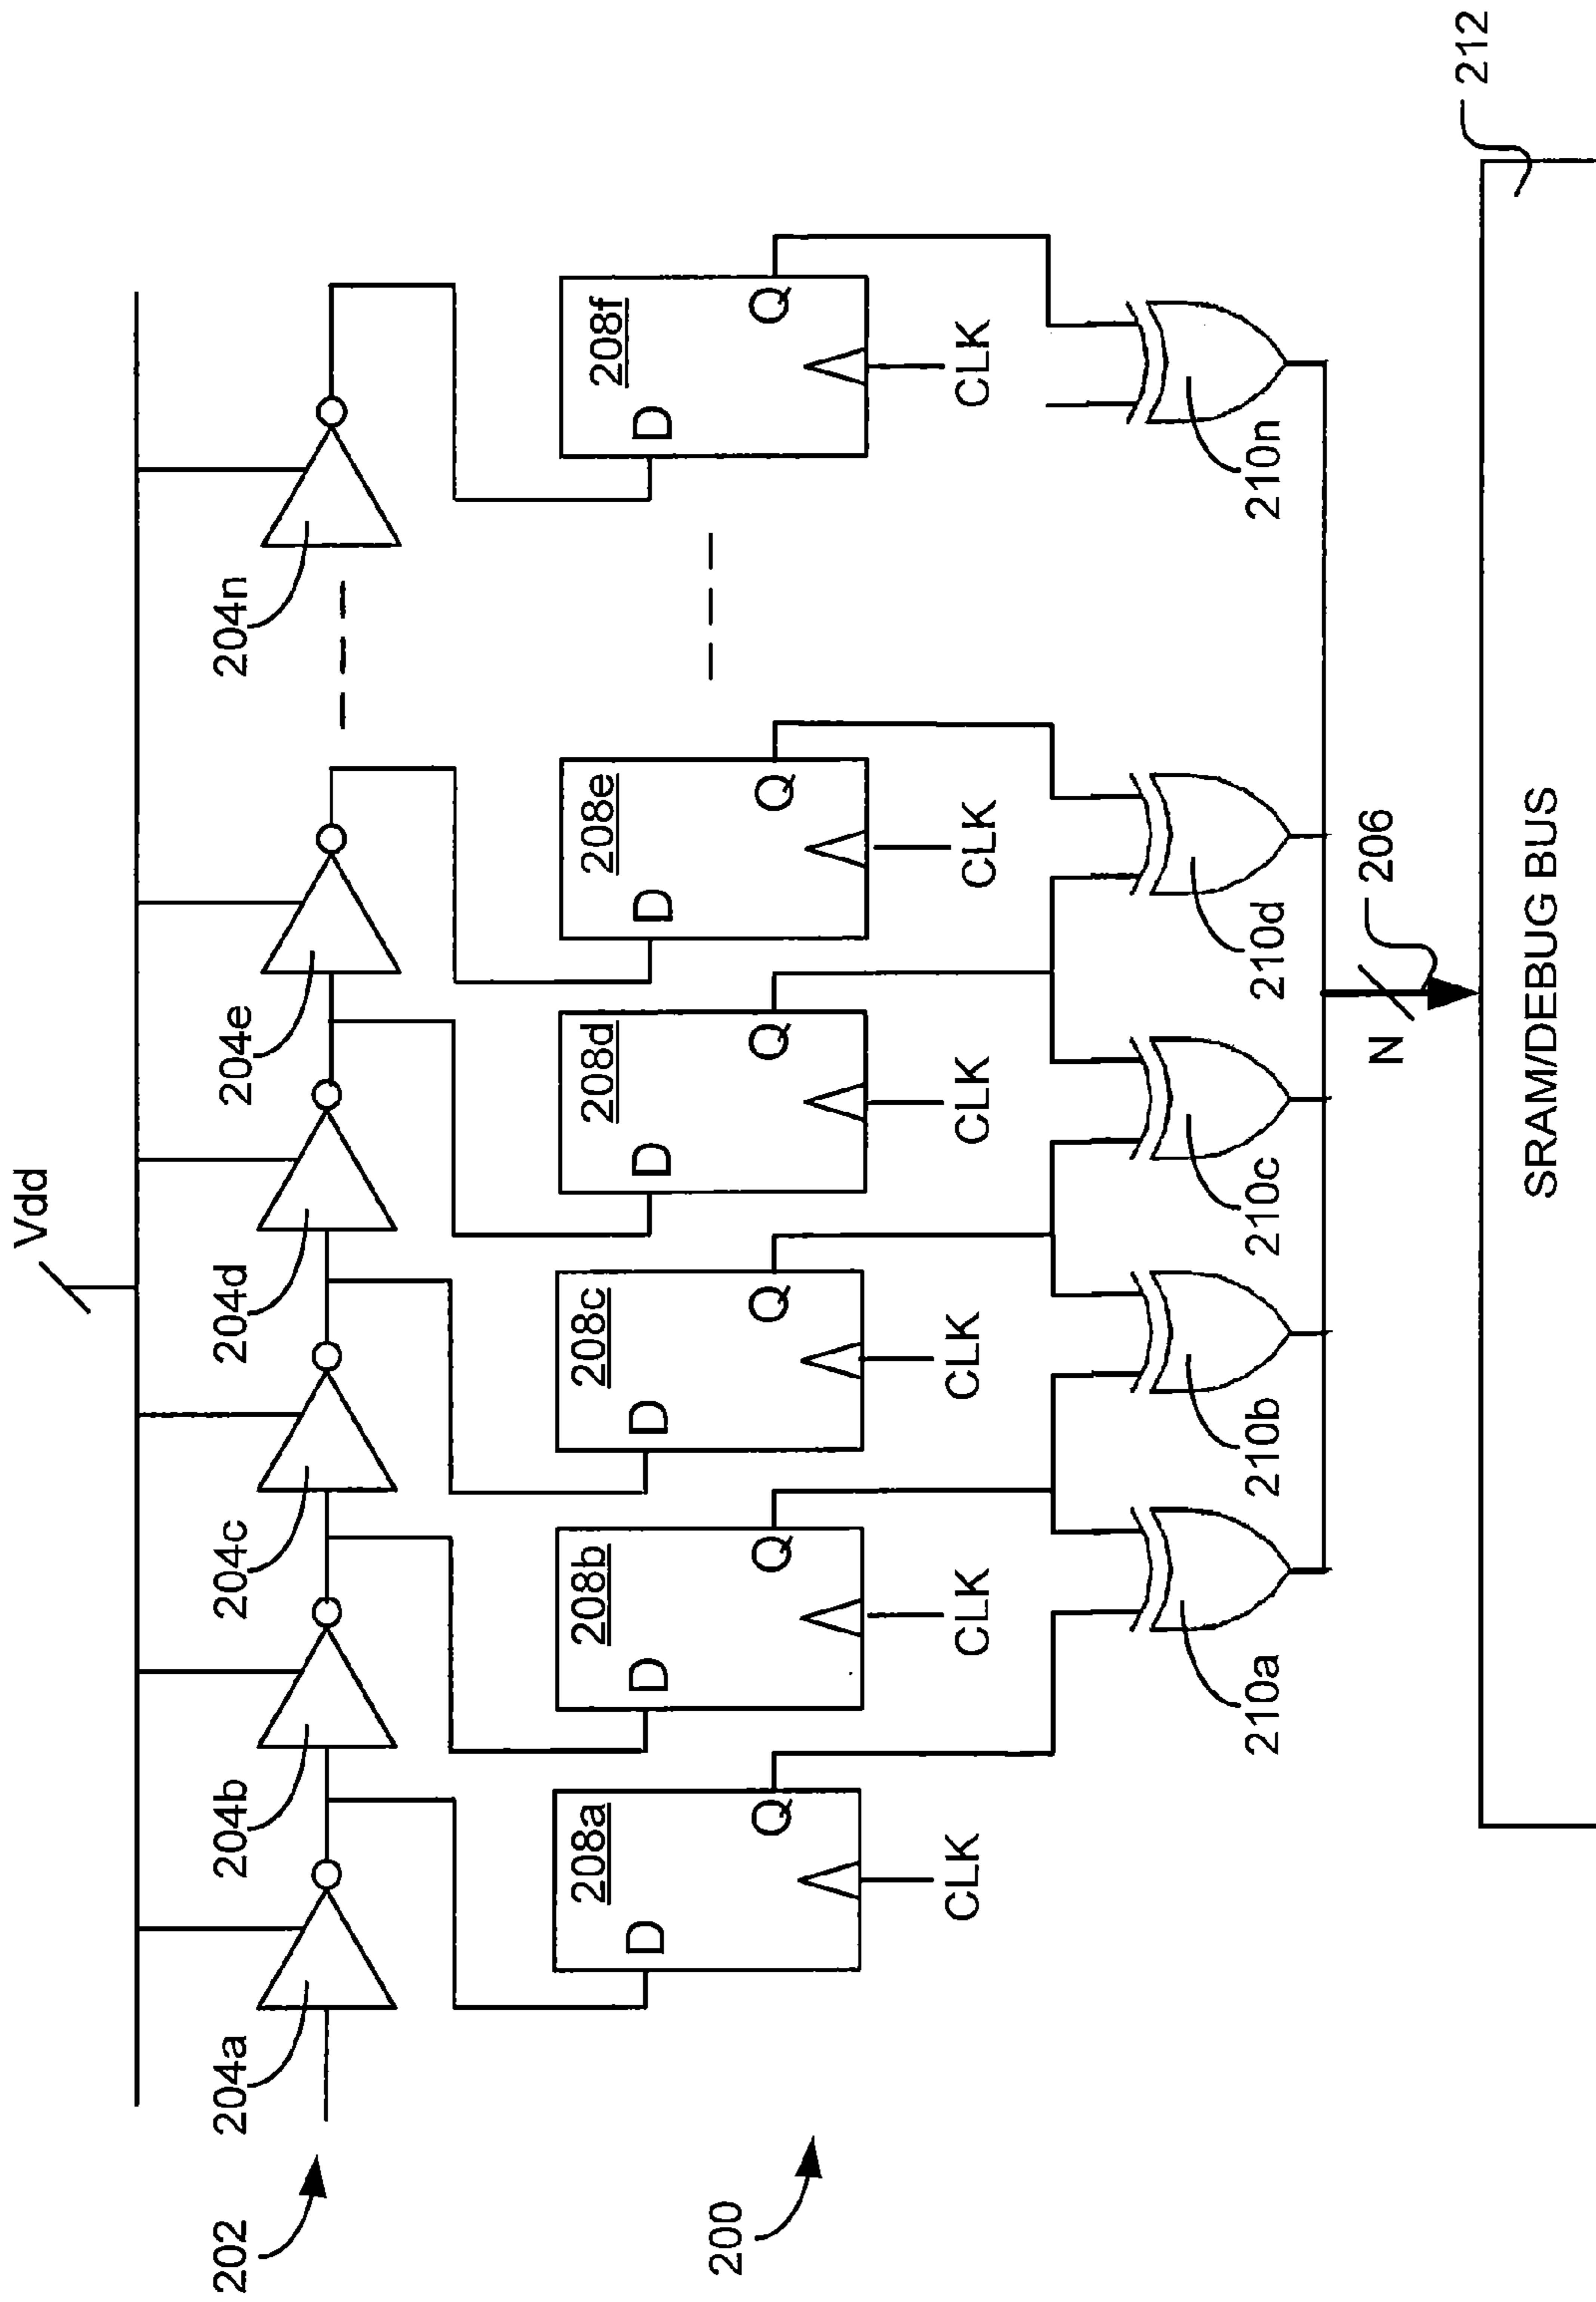 Vdd
202
204a
204b
204c
204d
204e
204n
200
208a
208b
208c
208d
208e
208f
D
Q
D
Q
D
Q
D
Q
D
Q
D
Q
CLK
CLK
CLK
CLK
CLK
CLK
210a
210b
210c
210d
210n
N
206
212
SRAM/DEBUG BUS